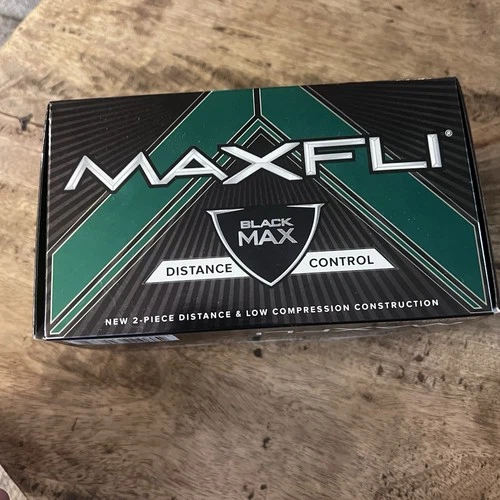 MAXFLI®
BLACK
MAX
DISTANCE CONTROL
NEW 2-PIECE DISTANCE & LOW COMPRESSION CONSTRUCTION